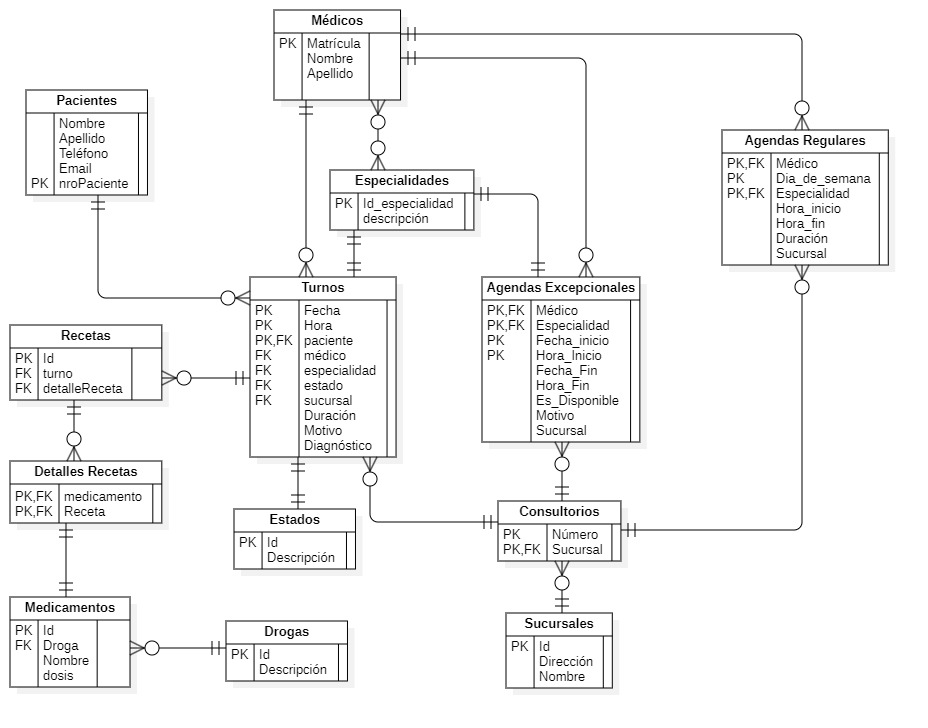 Médicos
PK Matrícula
Nombre
Apellido
Pacientes
Nombre
Apellido
Teléfono
Email
PK nroPaciente
Agendas Regulares
PK,FK Médico
PK Dia_de_semana
PK,FK Especialidad
Hora_inicio
Hora_fin
Duración
Sucursal
Especialidades
PK Id_especialidad
descripción
Turnos
PK Fecha
PK Hora
PK,FK paciente
FK médico
FK especialidad
FK estado
FK sucursal
Duración
Motivo
Diagnóstico
Agendas Excepcionales
PK,FK Médico
PK,FK Especialidad
PK Fecha_inicio
PK Hora_Inicio
Fecha_Fin
Hora_Fin
Es_Disponible
Motivo
Sucursal
Recetas
PK Id
FK turno
FK detalleReceta
Detalles Recetas
PK,FK medicamento
PK,FK Receta
Estados
PK Id
Descripción
Consultorios
PK Número
PK,FK Sucursal
Medicamentos
PK Id
FK Droga
Nombre
dosis
Drogas
PK Id
Descripción
Sucursales
PK Id
Dirección
Nombre